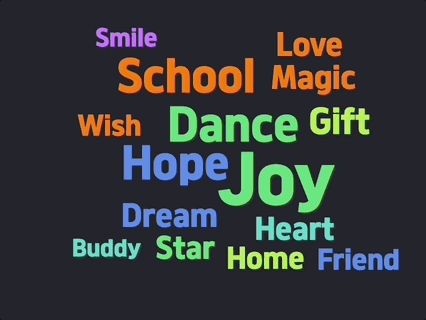 Smile
Love
School
Magic
Wish
Dance
Gift
Hope
Joy
Dream
Heart
Buddy
Star
Home
Friend